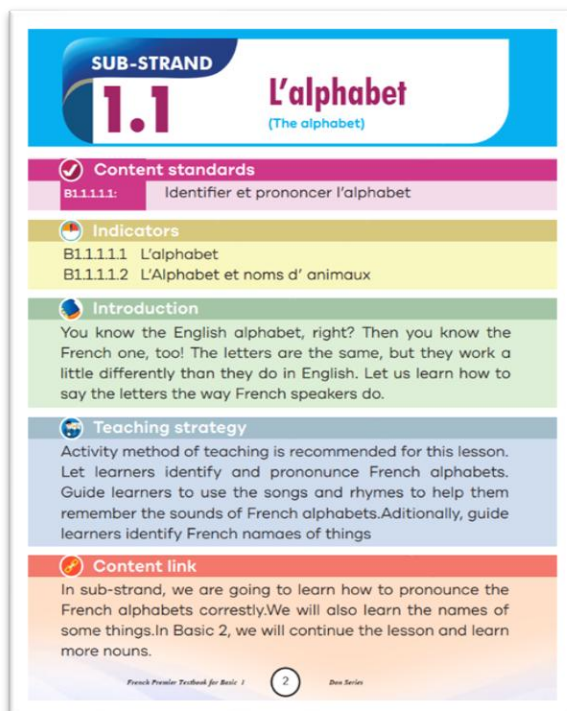 SUB-STRAND
1.1
L'alphabet
(The alphabet)
Content standards
B1.1.1.1.1: Identifier et prononcer l'alphabet
Indicators
B1.1.1.1.1 L'alphabet
B1.1.1.1.2 L'Alphabet et noms d' animaux
Introduction
You know the English alphabet, right? Then you know the
French one, too! The letters are the same, but they work a
little differently than they do in English. Let us learn how to
say the letters the way French speakers do.
Teaching strategy
Activity method of teaching is recommended for this lesson.
Let learners identify and prononunce French alphabets.
Guide learners to use the songs and rhymes to help them
remember the sounds of French alphabets.Aditionally, guide
learners identify French namaes of things
Content link
In sub-strand, we are going to learn how to pronounce the
French alphabets correstly.We will also learn the names of
some things.In Basic 2, we will continue the lesson and learn
more nouns.
French Premier Textbook for Basic 1 2 Dan Series